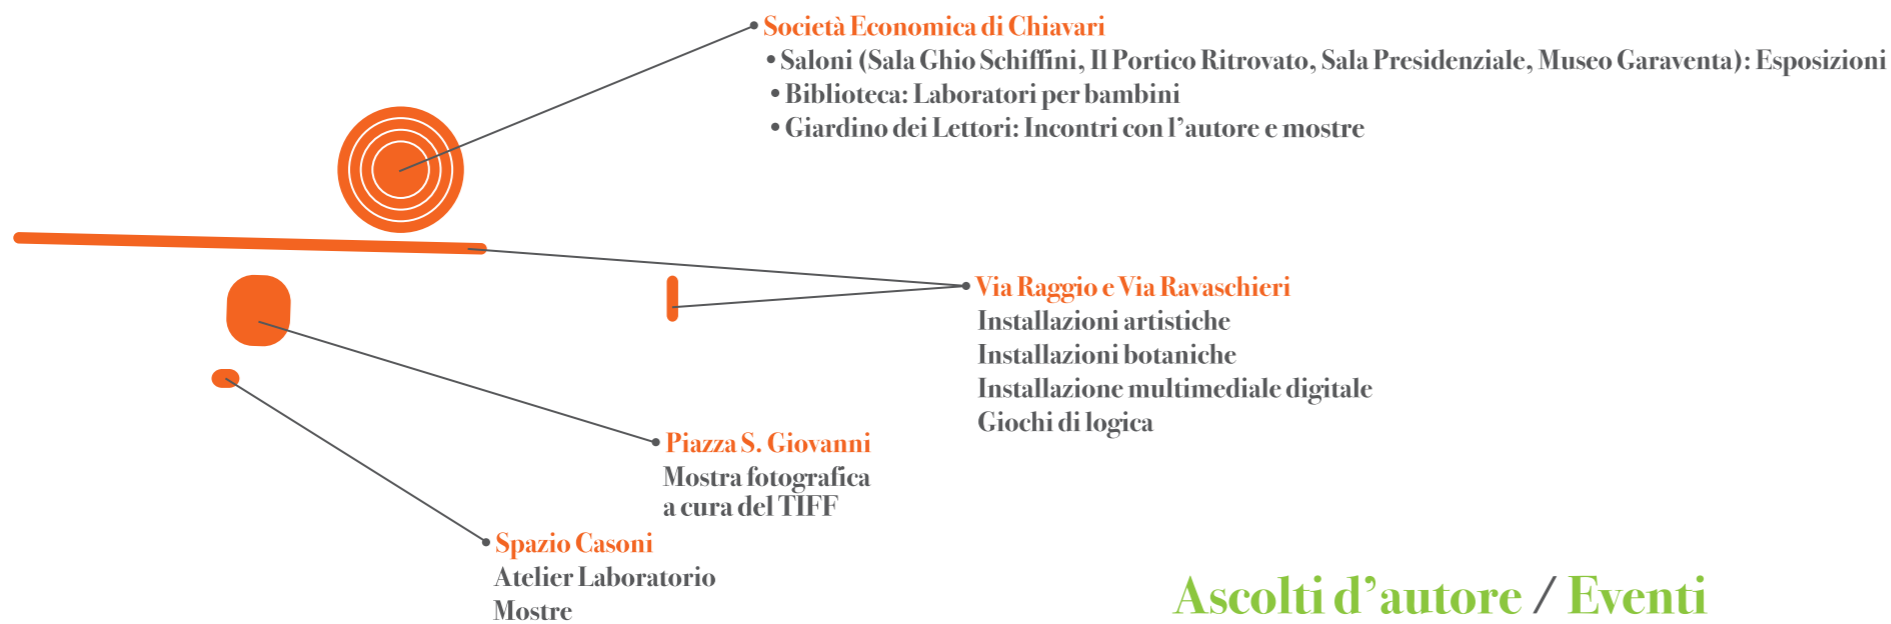 Società Economica di Chiavari
• Saloni (Sala Ghio Schiffini, Il Portico Ritrovato, Sala Presidenziale, Museo Garaventa): Esposizioni
• Biblioteca: Laboratori per bambini
• Giardino dei Lettori: Incontri con l’autore e mostre
Via Raggio e Via Ravaschieri
Installazioni artistiche
Installazioni botaniche
Installazione multimediale digitale
Giochi di logica
Piazza S. Giovanni
Mostra fotografica
a cura del TIFF
Spazio Casoni
Atelier Laboratorio
Mostre
Ascolti d’autore / Eventi